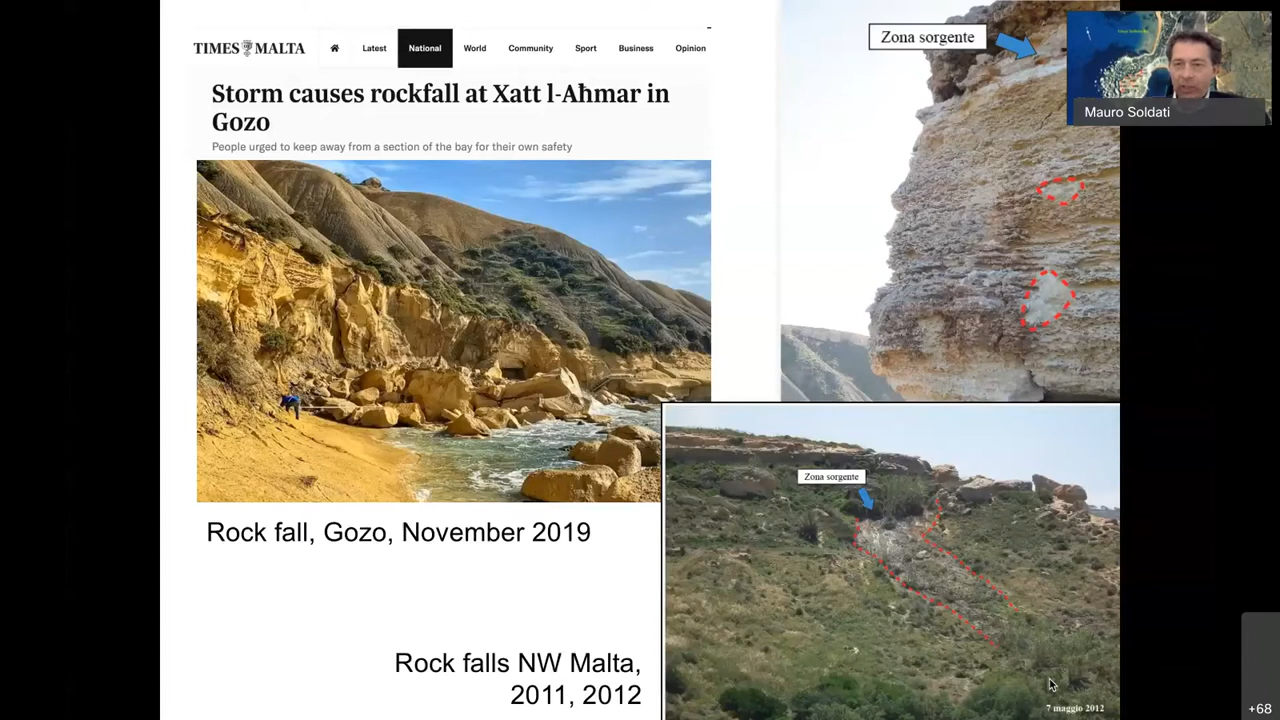 TIMES MALTA
Latest
National
World
Community
Sport
Business
Opinion
Storm causes rockfall at Xatt l-Aħmar in
Gozo
People urged to keep away from a section of the bay for their own safety
Rock fall, Gozo, November 2019
Rock falls NW Malta,
2011, 2012
Zona sorgente
Mauro Soldati
Zona sorgente
7 maggio 2012
+68